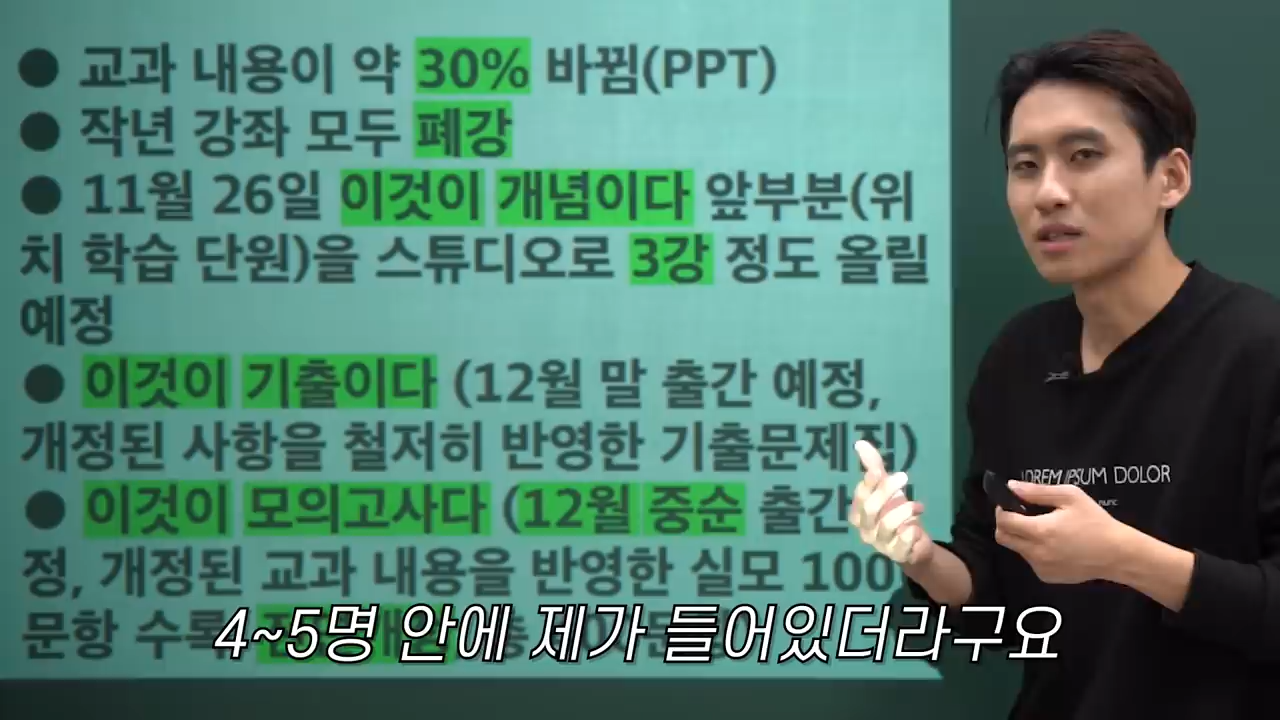 ● 교과 내용이 약 30% 바뀜(PPT)
● 작년 강좌 모두 폐강
● 11월 26일 이것이 개념이다 앞부분(위
치 학습 단원)을 스튜디오로 3강 정도 올릴
예정
● 이것이 기출이다 (12월 말 출간 예정,
개정된 사항을 철저히 반영한 기출문제집)
● 이것이 모의고사다 (12월 중순 출간
정, 개정된 교과 내용을 반영한 실모 100
문항 수록
4~5명 안에 제가 들어있더라구요
LOREM IPSUM DOLOR
nunc